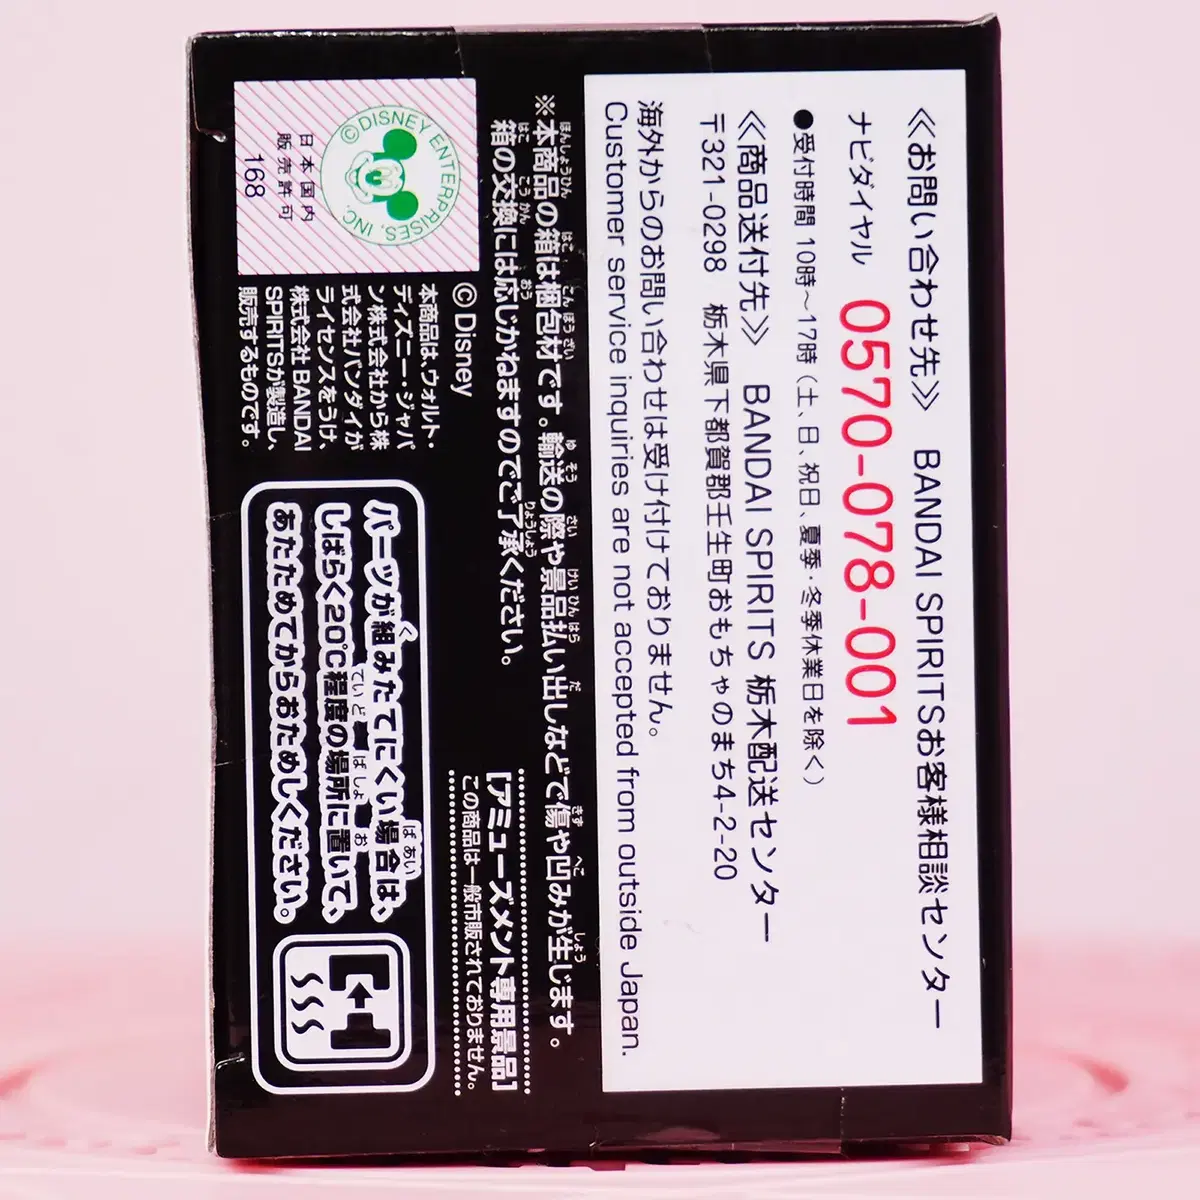 ≪お問い合わせ先≫ BANDAI SPIRITSお客様相談センター
ナビダイヤル 0570-078-001
●受付時間 10時～17時（土、日、祝日、夏季・冬季休業日を除く）
≪商品送付先≫ BANDAI SPIRITS 栃木配送センター
〒321-0298 栃木県下都賀郡壬生町おもちゃのまち4-2-20
海外からのお問い合わせは受け付けておりません。
Customer service inquiries are not accepted from outside Japan.
※本商品の箱は梱包材です。輸送の際や景品払い出しなどで傷や凹みが生じます。
箱の交換には応じかねますのでご了承ください。
©Disney
©DISNEY ENTERPRISES, INC.
日本国内
販売許可
168
本商品は、ウォルト・
ディズニー・ジャパ
ン株式会社から株
式会社バンダイが
ライセンスをうけ、
株式会社BANDAI
SPIRITSが製造し、
販売するものです。
[アミューズメント専用景品]
この商品は一般市販されておりません。
パーツが組みたてにくい場合は、
しばらく20℃程度の場所に置いて、
あたためてからおためしください。